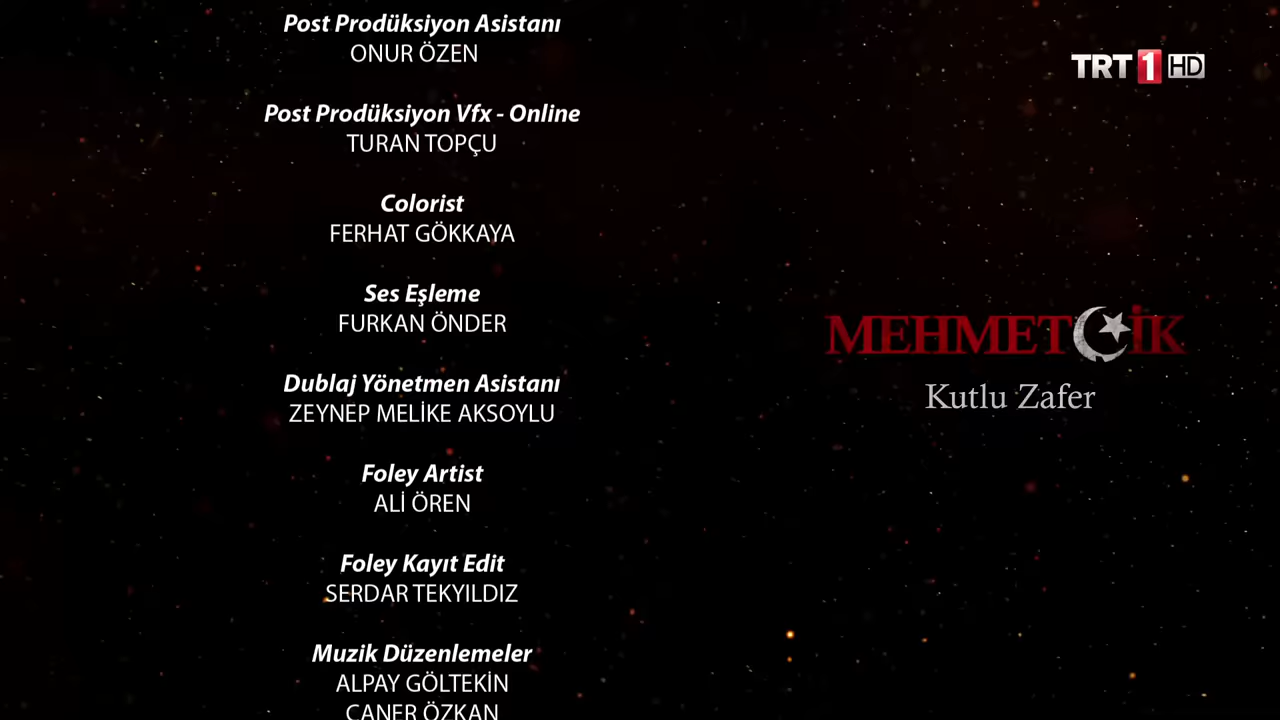 Post Prodüksiyon Asistanı
ONUR ÖZEN
Post Prodüksiyon Vfx - Online
TURAN TOPÇU
Colorist
FERHAT GÖKKAYA
Ses Eşleme
FURKAN ÖNDER
Dublaj Yönetmen Asistanı
ZEYNEP MELİKE AKSOYLU
Foley Artist
ALİ ÖREN
Foley Kayıt Edit
SERDAR TEKYILDIZ
Muzik Düzenlemeler
ALPAY GÖLTEKİN
CANER ÖZKAN
TRT 1 HD
MEHMETÇİK
Kutlu Zafer